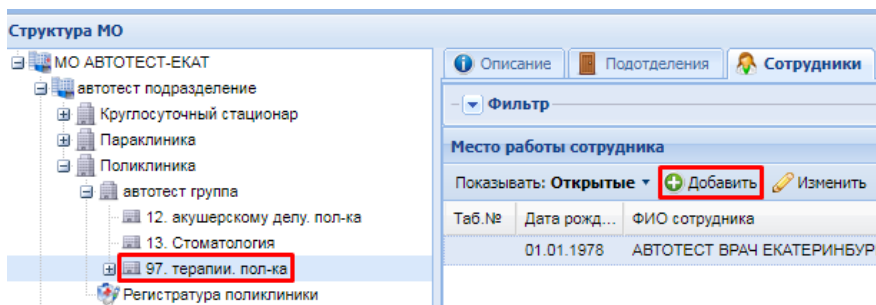 Структура МО
МО АВТОТЕСТ-ЕКАТ
автотест подразделение
Круглосуточный стационар
Параклиника
Поликлиника
автотест группа
12. акушерскому делу. пол-ка
13. Стоматология
97. терапии. пол-ка
Регистратура поликлиники
Описание Подотделения Сотрудники
Фильтр
Место работы сотрудника
Показывать: Открытые Добавить Изменить
Таб.№ Дата рожд... ФИО сотрудника
01.01.1978 АВТОТЕСТ ВРАЧ ЕКАТЕРИНБУР